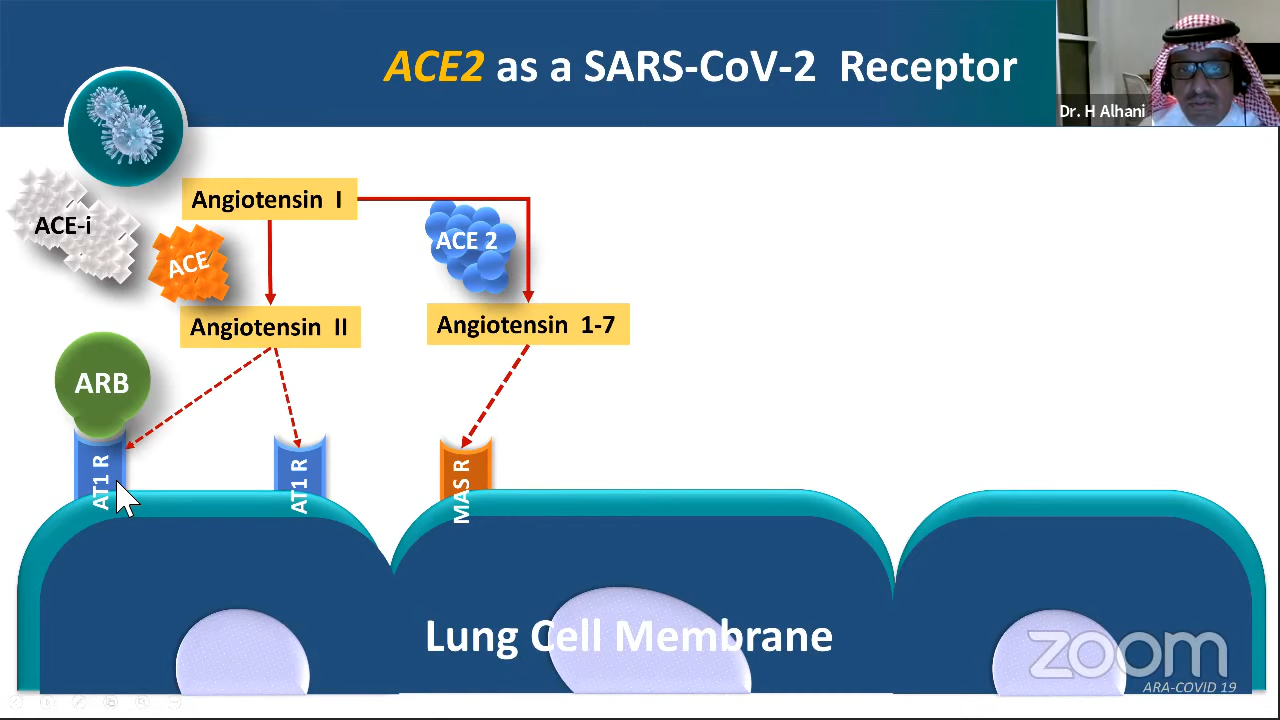 ACE2 as a SARS-CoV-2 Receptor
Dr. H Alhani
Angiotensin I
ACE-i
ACE
ACE 2
Angiotensin II
Angiotensin 1-7
ARB
AT1 R
AT1 R
MAS R
Lung Cell Membrane
zoom
ARA-COVID 19